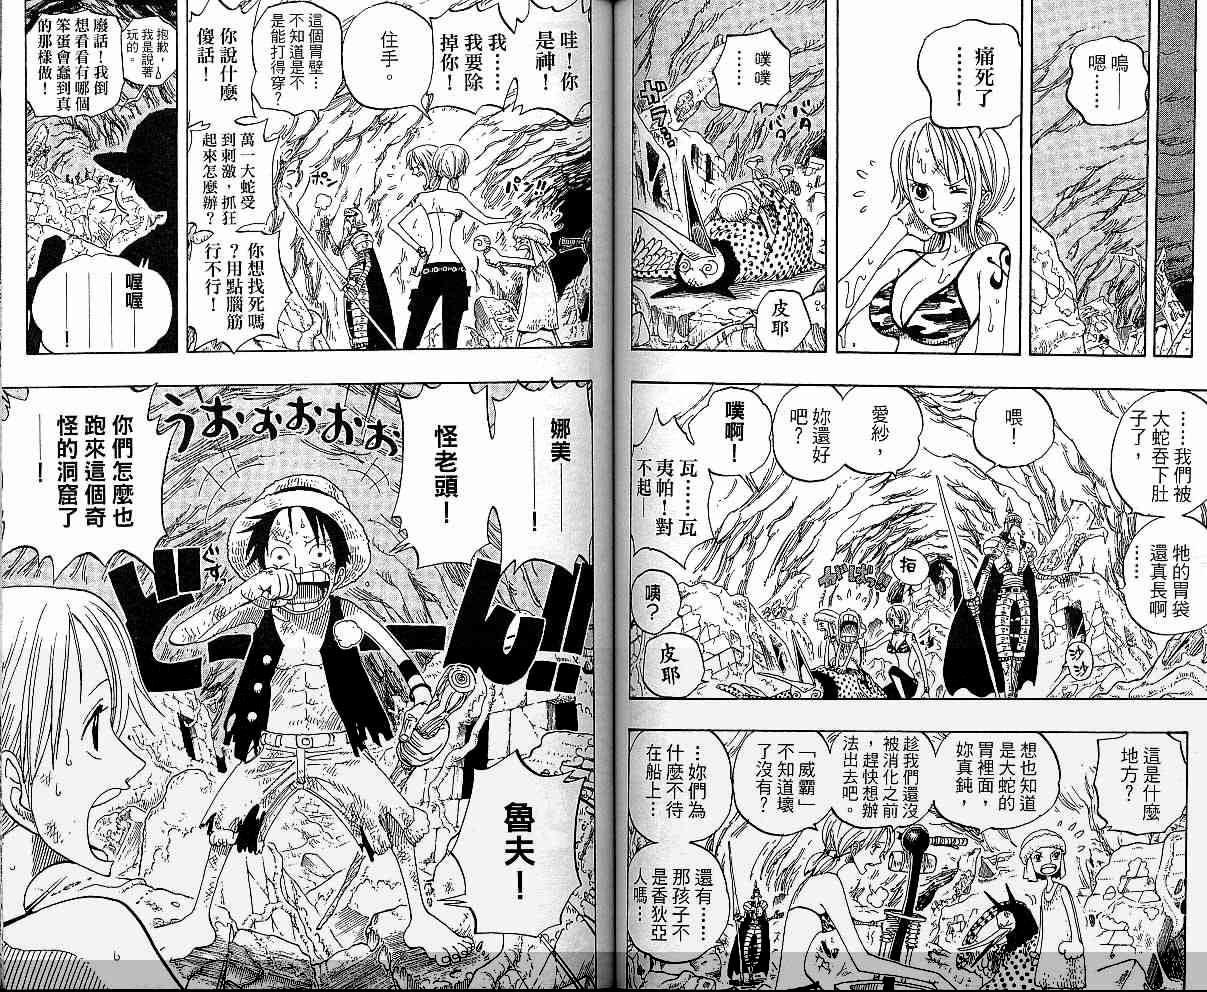 嗚——
嗯……
痛死了
……！
……
噗噗
バタ
皮耶
……我們被
大蛇吞下肚
子了，
牠的胃袋
還真長啊
……
喂！
愛紗，
妳還好
吧？
噗啊！
瓦……瓦
夷帕！對
不起——
抱
沙沙
咦？
皮耶
這是什麼
地方？
想也知道
是大蛇的
胃裡面，
妳真鈍，
趁我們還沒
被消化之前
，趕快想辦
法出去吧。
「威霸」
不知道壞
了沒有？
…妳們為
什麼不待
在船上…
還有……
那孩子不
是香狄亞
人嗎…
哇！你
是神！
我……
我要除
掉你！
住手。
這個胃壁…
不知道是不
是能打得穿？
你說什麼
傻話！
パン!!
ポン
萬一大蛇受
到刺激，抓狂
起來怎麼辦？
你想找死嗎
？用點腦筋
行不行！
抱歉，
我是說著
玩的。
廢話！我倒
想看看有哪個
笨蛋會蠢到真
的那樣做！
喔喔
————
————！
うおおおおお
娜美——
——！
怪老頭！
你們怎麼也
跑來這個奇
怪的洞窟了
——！
どーーん!!
魯夫！